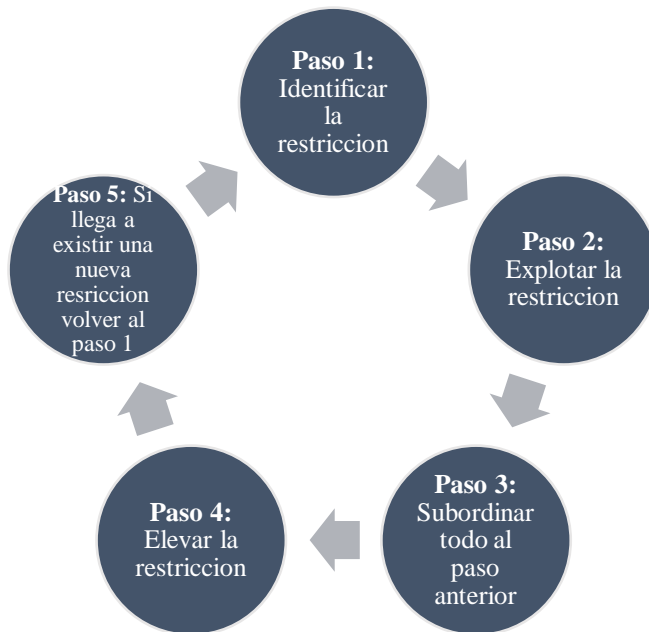 Paso 1:
Identificar
la
restriccion
Paso 2:
Explotar la
restriccion
Paso 3:
Subordinar
todo al
paso
anterior
Paso 4:
Elevar la
restriccion
Paso 5: Si
llega a
existir una
nueva
resriccion
volver al
paso 1